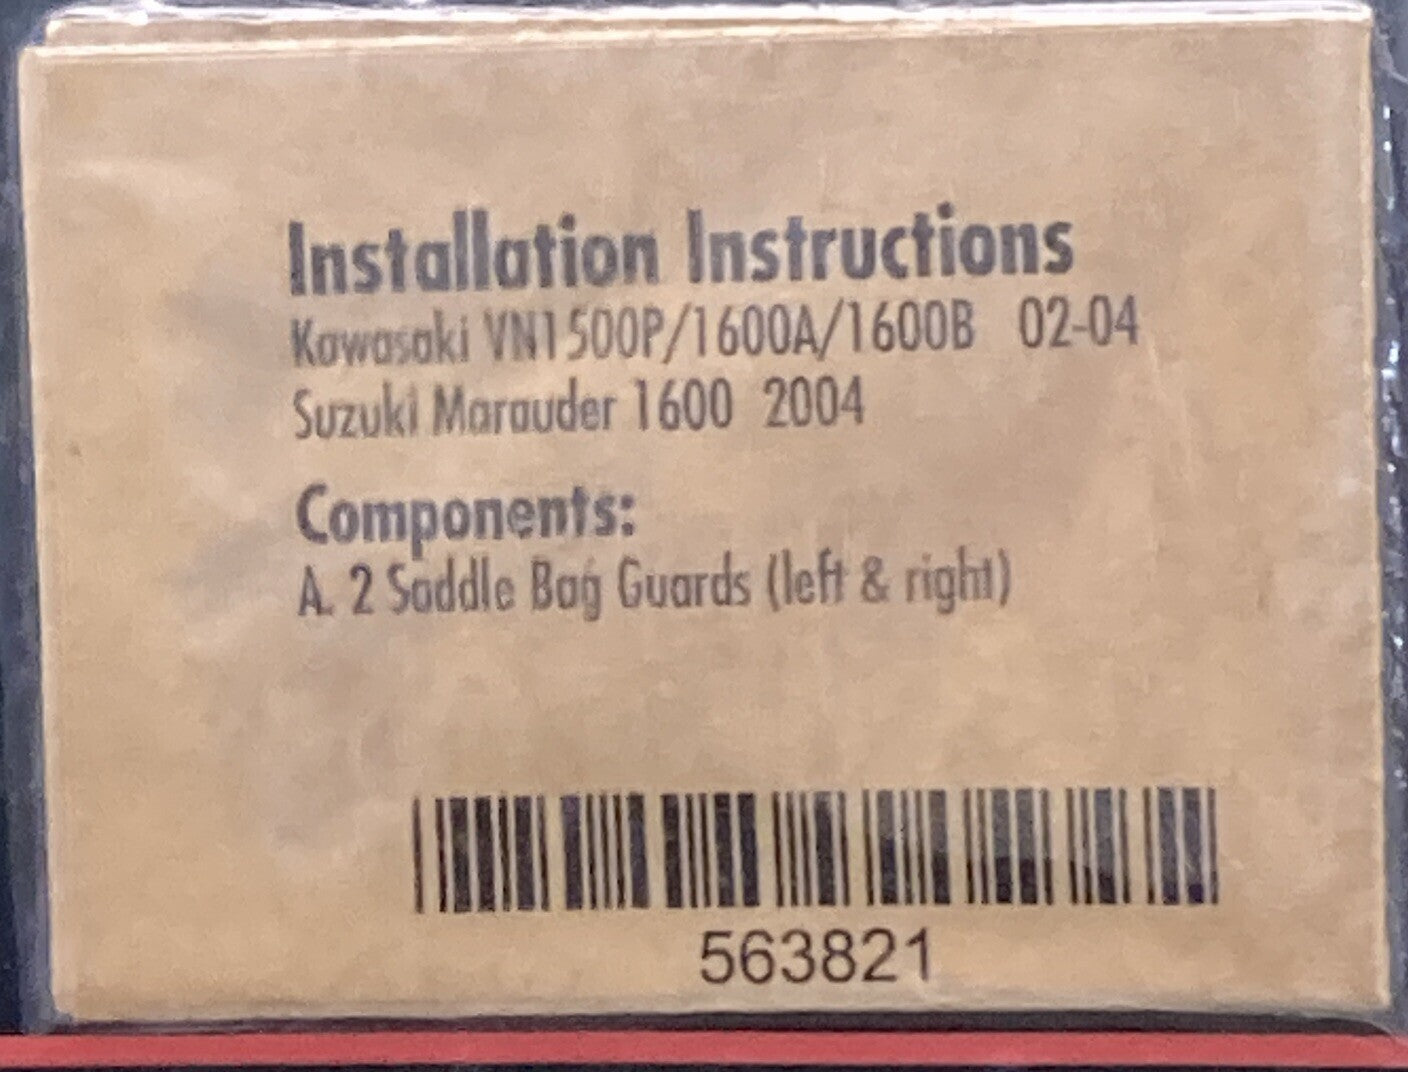 Installation Instructions
Kawasaki VN1500P/1600A/1600B 02-04
Suzuki Marauder 1600 2004
Components:
A. 2 Saddle Bag Guards (left & right)
563821